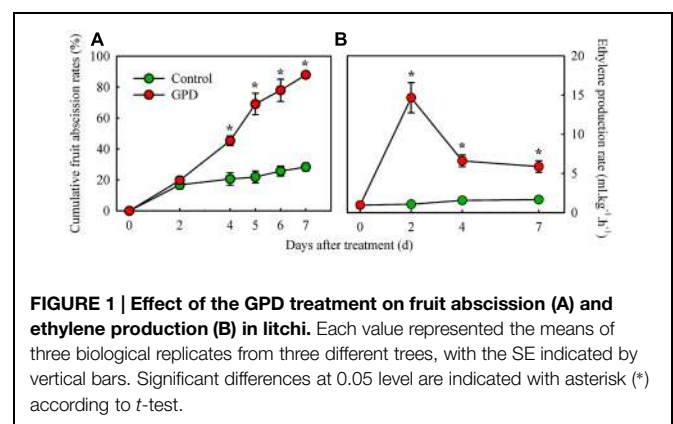 A
B
Cumulative fruit abscission rates (%)
100
80
60
40
20
0
Control
GPD
*
*
*
*
0
2
4
5
6
7
*
*
*
0
2
4
7
20
15
10
5
0
Ethylene
production rate (ml.kg⁻¹.h⁻¹)
Days after treatment (d)
FIGURE 1 | Effect of the GPD treatment on fruit abscission (A) and
ethylene production (B) in litchi. Each value represented the means of
three biological replicates from three different trees, with the SE indicated by
vertical bars. Significant differences at 0.05 level are indicated with asterisk (*)
according to t-test.